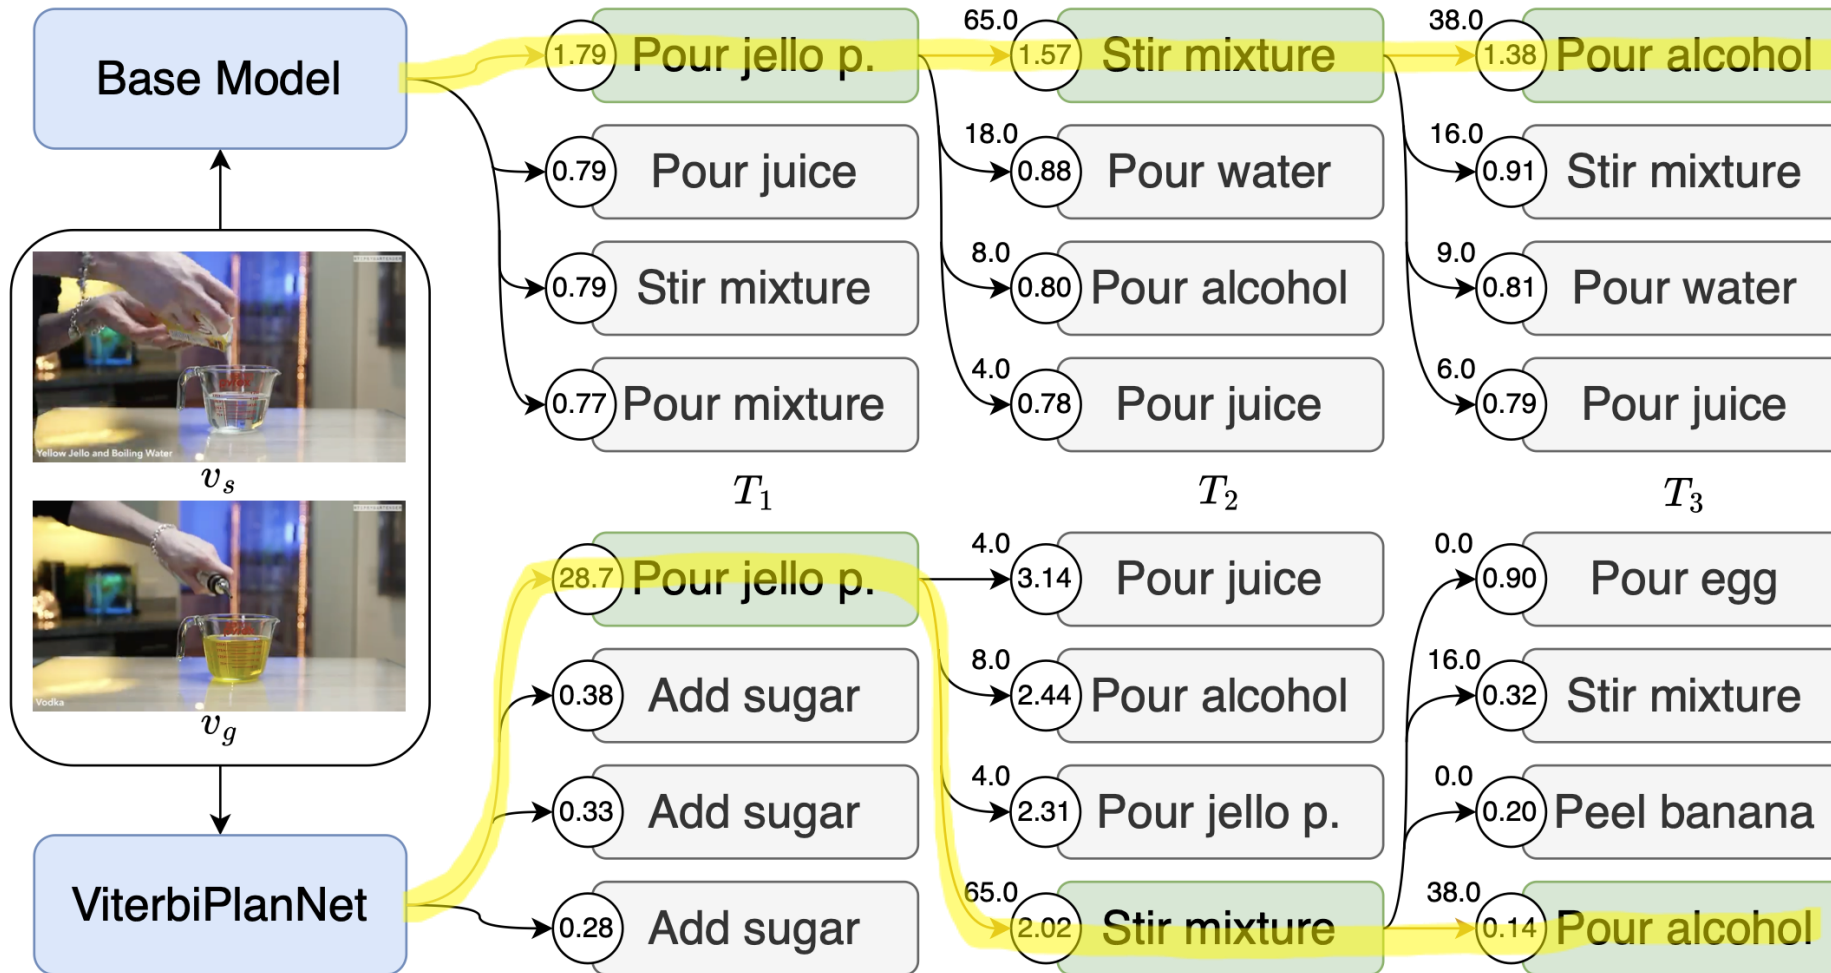 Base Model
1.79 Pour jello p.
65.0
1.57 Stir mixture
38.0
1.38 Pour alcohol
0.79 Pour juice
18.0
0.88 Pour water
16.0
0.91 Stir mixture
0.79 Stir mixture
8.0
0.80 Pour alcohol
9.0
0.81 Pour water
0.77 Pour mixture
4.0
0.78 Pour juice
6.0
0.79 Pour juice
Yellow Jello and Boiling Water
v_s
T_1
T_2
T_3
Vodka
v_g
28.7 Pour jello p.
4.0
3.14 Pour juice
0.0
0.90 Pour egg
0.38 Add sugar
8.0
2.44 Pour alcohol
16.0
0.32 Stir mixture
0.33 Add sugar
4.0
2.31 Pour jello p.
0.0
0.20 Peel banana
ViterbiPlanNet
0.28 Add sugar
65.0
2.02 Stir mixture
38.0
0.14 Pour alcohol